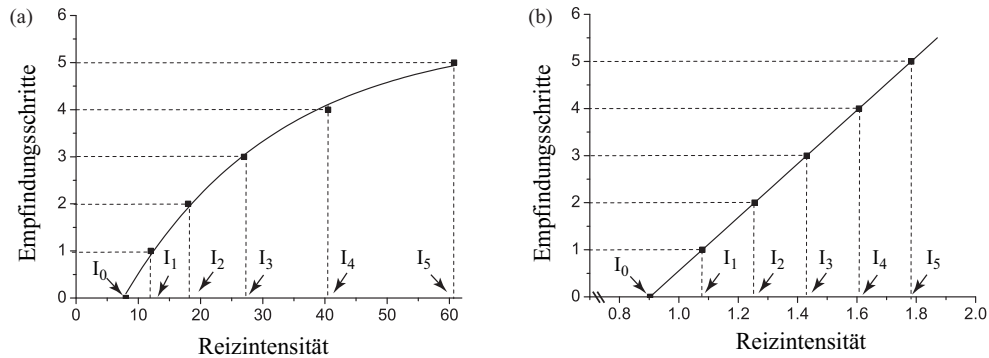 (a)
6
5
4
3
2
1
0
Empfindungsschritte
I0 I1 I2 I3 I4 I5
0 10 20 30 40 50 60
Reizintensität
(b)
6
5
4
3
2
1
0
Empfindungsschritte
I0 I1 I2 I3 I4 I5
0.8 1.0 1.2 1.4 1.6 1.8 2.0
Reizintensität